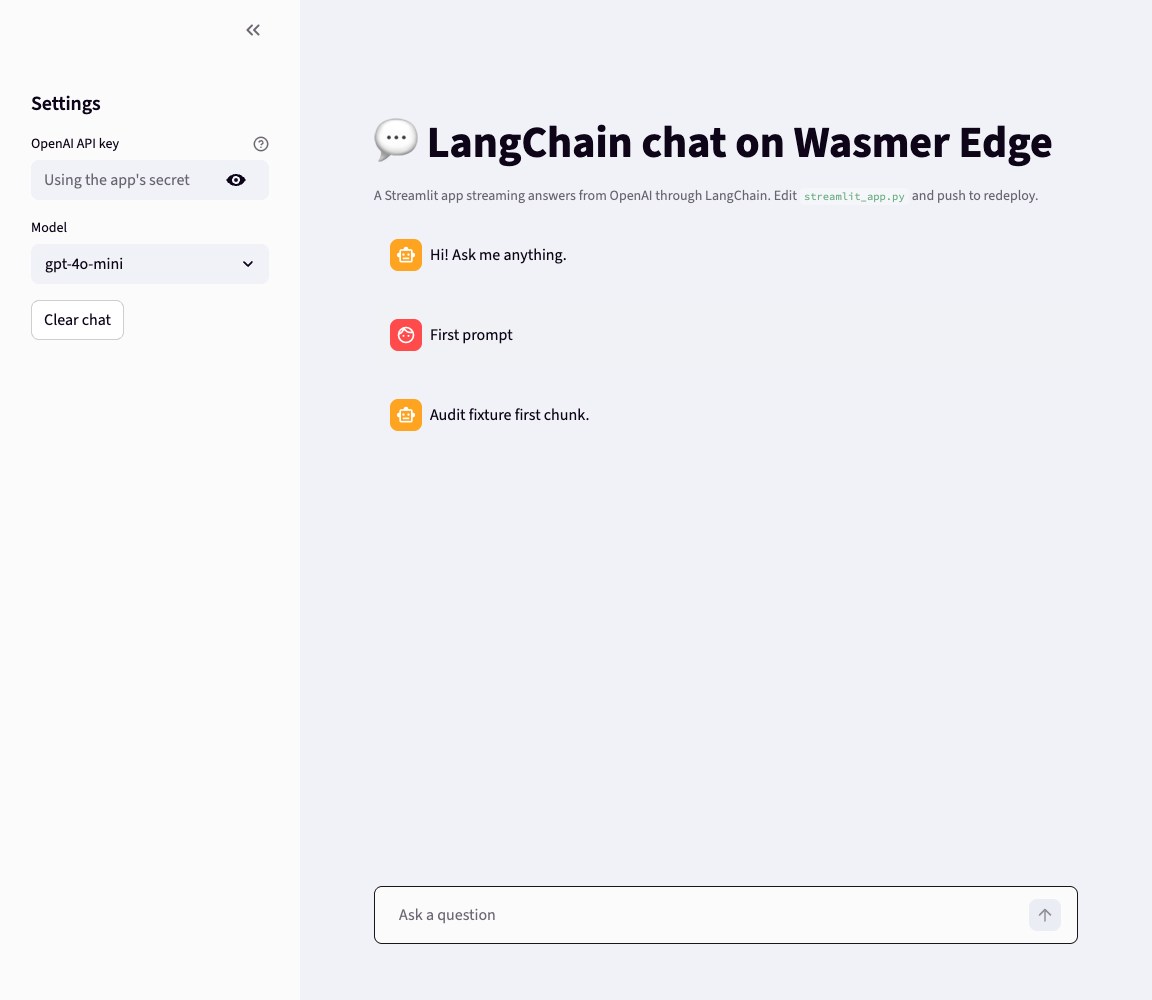 Settings
OpenAI API key
Using the app's secret
Model
gpt-4o-mini
Clear chat
LangChain chat on Wasmer Edge
A Streamlit app streaming answers from OpenAI through LangChain. Edit streamlit_app.py and push to redeploy.
Hi! Ask me anything.
First prompt
Audit fixture first chunk.
Ask a question